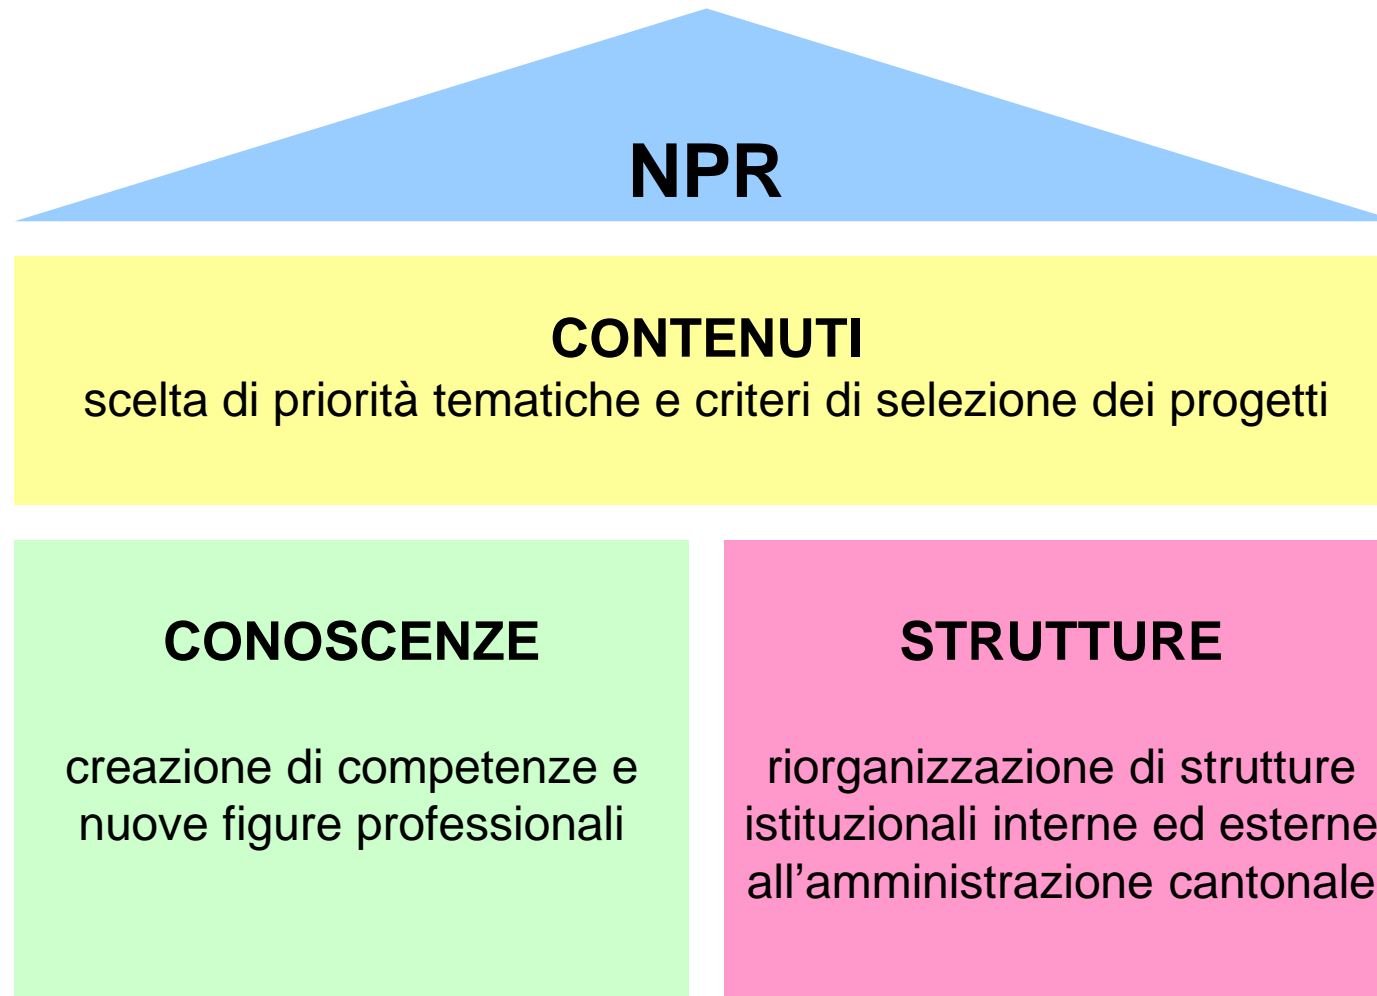 NPR
CONTENUTI
scelta di priorità tematiche e criteri di selezione dei progetti
CONOSCENZE
creazione di competenze e
nuove figure professionali
STRUTTURE
riorganizzazione di strutture
istituzionali interne ed esterne
all’amministrazione cantonale